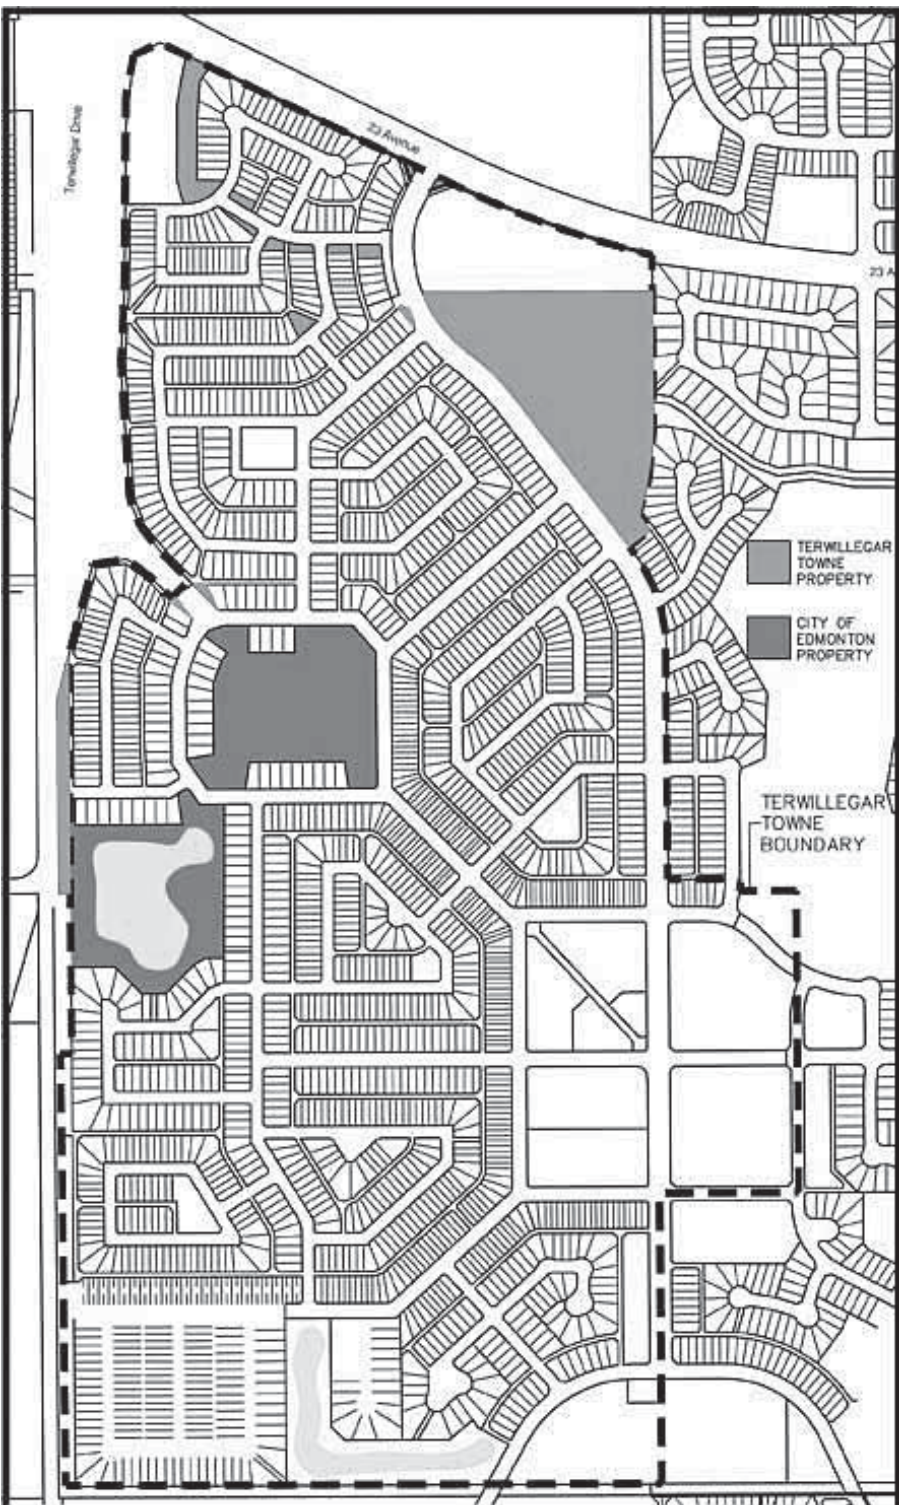 Terwillegar Drive
23 Avenue
23 A
TERWILLEGAR
TOWNE
PROPERTY
CITY OF
EDMONTON
PROPERTY
TERWILLEGAR
TOWNE
BOUNDARY